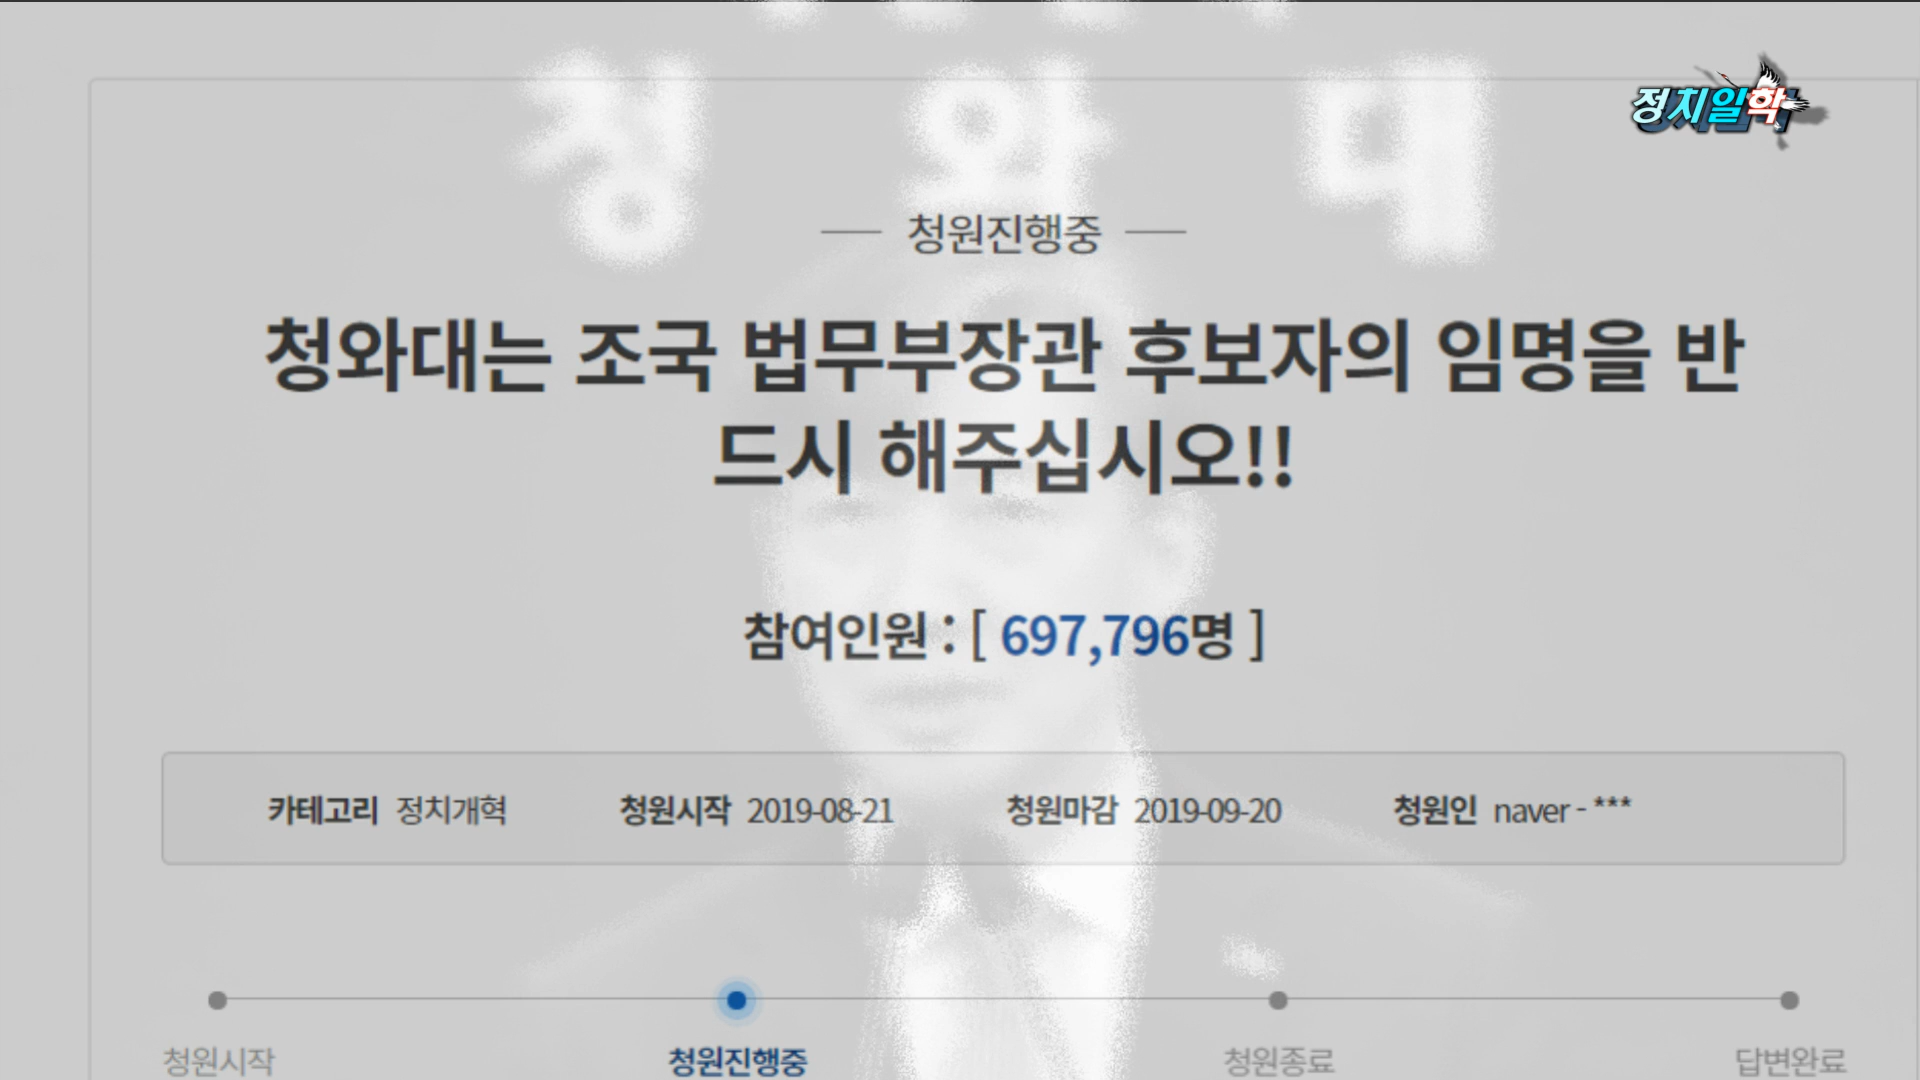 청와대
정치일학
청원진행중
청와대는 조국 법무부장관 후보자의 임명을 반
드시 해주십시오!!
참여인원 : [ 697,796명 ]
카테고리 정치개혁 청원시작 2019-08-21 청원마감 2019-09-20 청원인 naver - ***
청원시작 청원진행중 청원종료 답변완료